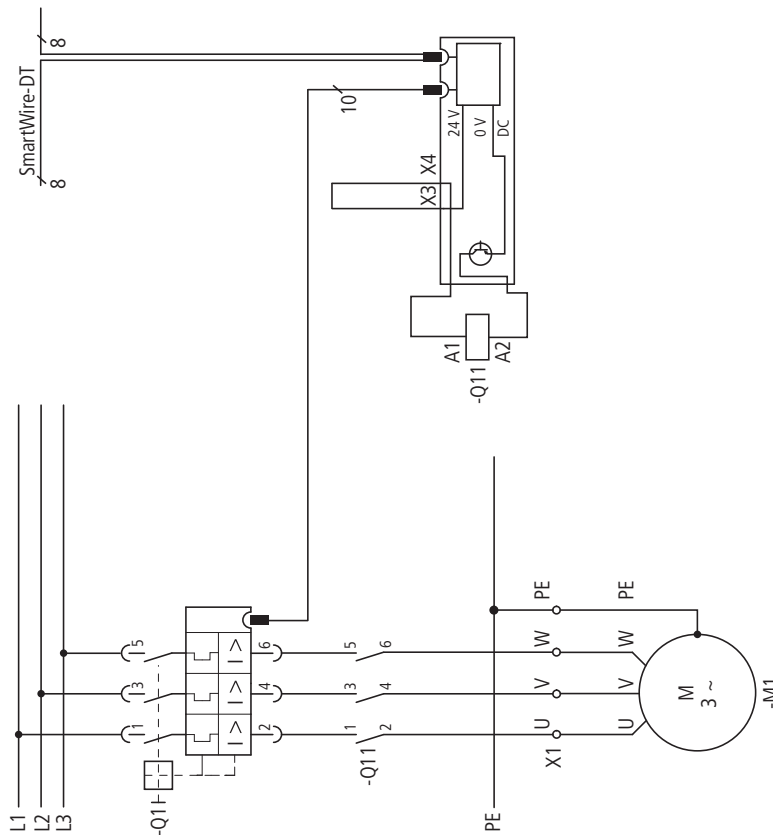 SmartWire-DT
8
8
10
24 V
0 V
DC
X3
X4
A1
A2
-Q11
L1
L2
L3
-Q1
1
3
5
I>
I>
I>
2
4
6
-Q11
1
3
5
2
4
6
PE
X1
U
V
W
PE
U
V
W
PE
M
3 ~
-M1